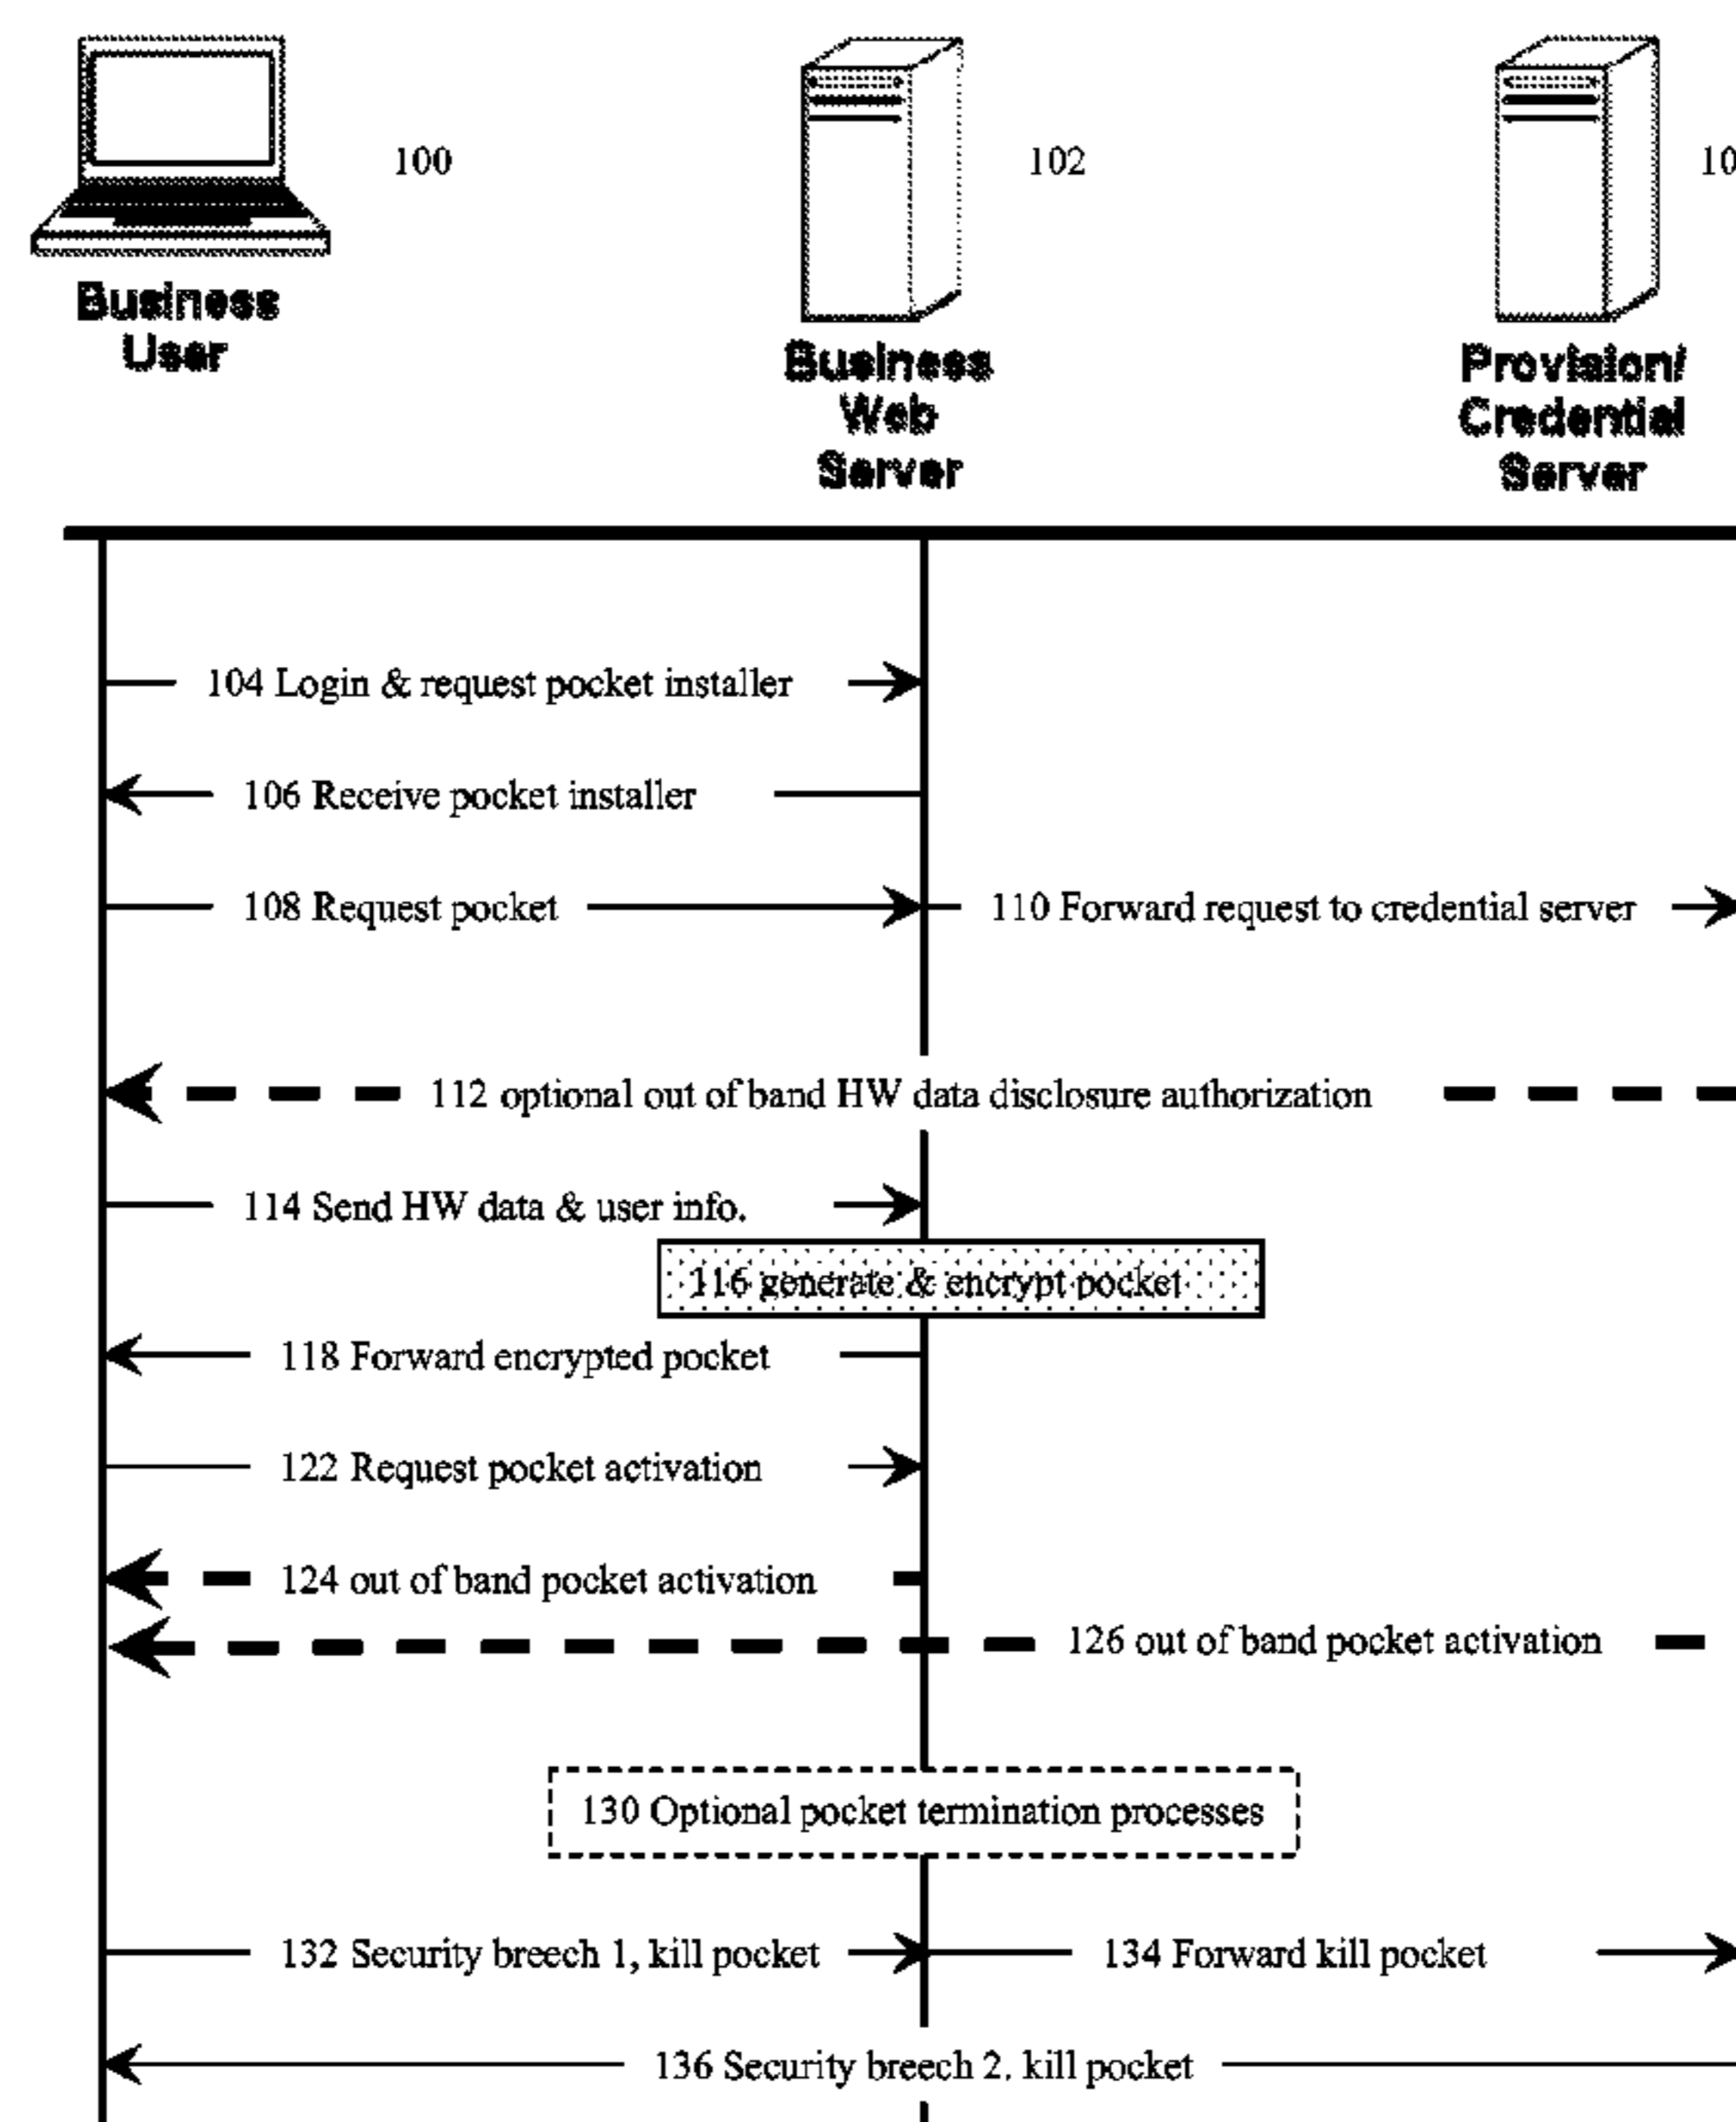 100
102
10
Business
User
Business
Web
Server
Provision/
Credential
Server
104 Login & request pocket installer
106 Receive pocket installer
108 Request pocket
110 Forward request to credential server
112 optional out of band HW data disclosure authorization
114 Send HW data & user info.
116 generate & encrypt pocket
118 Forward encrypted pocket
122 Request pocket activation
124 out of band pocket activation
126 out of band pocket activation
130 Optional pocket termination processes
132 Security breech 1, kill pocket
134 Forward kill pocket
136 Security breech 2, kill pocket